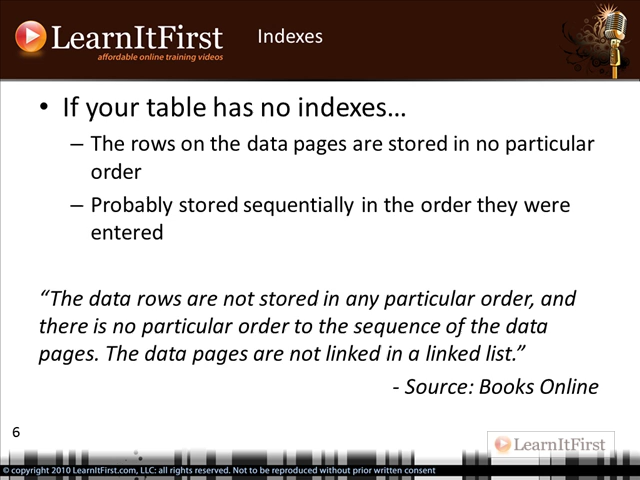 LearnItFirst
affordable online training videos
Indexes
• If your table has no indexes…
– The rows on the data pages are stored in no particular
order
– Probably stored sequentially in the order they were
entered
“The data rows are not stored in any particular order, and
there is no particular order to the sequence of the data
pages. The data pages are not linked in a linked list.”
- Source: Books Online
6
LearnItFirst
© copyright 2010 LearnItFirst.com, LLC: all rights reserved. Not to be reproduced without prior written consent